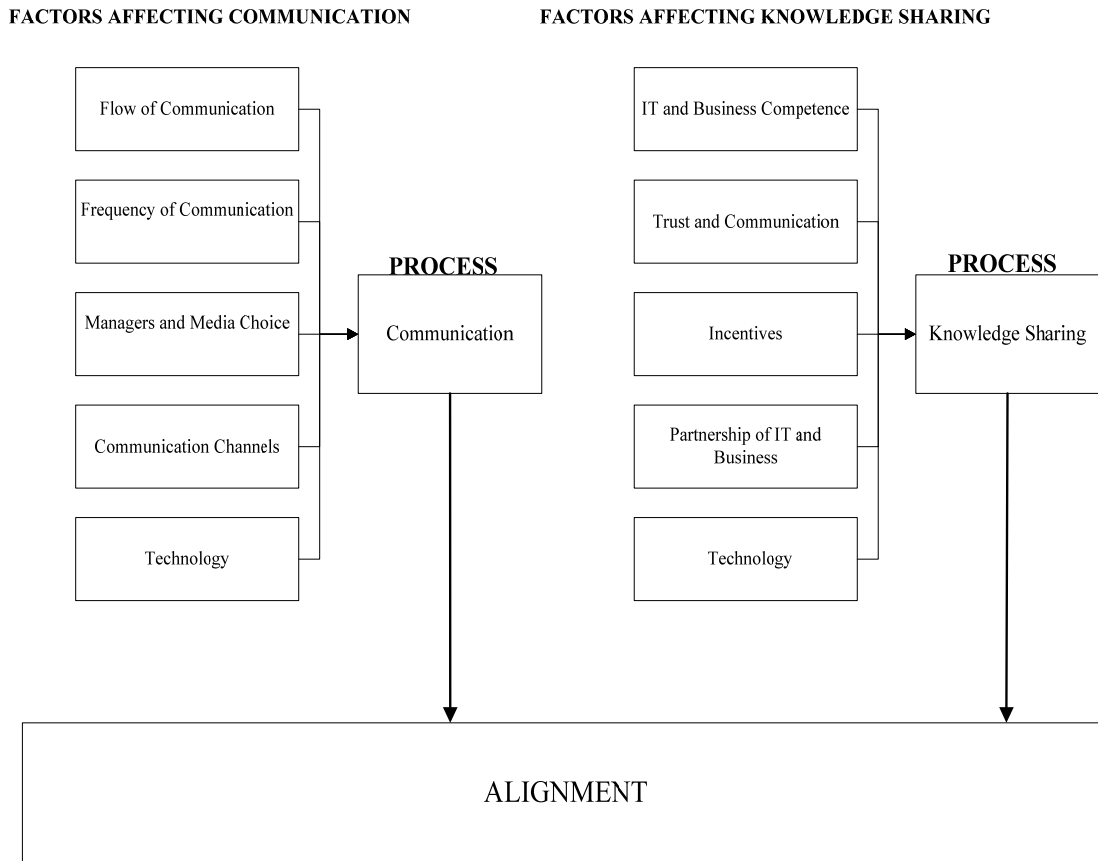 FACTORS AFFECTING COMMUNICATION
FACTORS AFFECTING KNOWLEDGE SHARING
Flow of Communication
Frequency of Communication
Managers and Media Choice
Communication Channels
Technology
PROCESS
Communication
IT and Business Competence
Trust and Communication
Incentives
Partnership of IT and
Business
Technology
PROCESS
Knowledge Sharing
ALIGNMENT